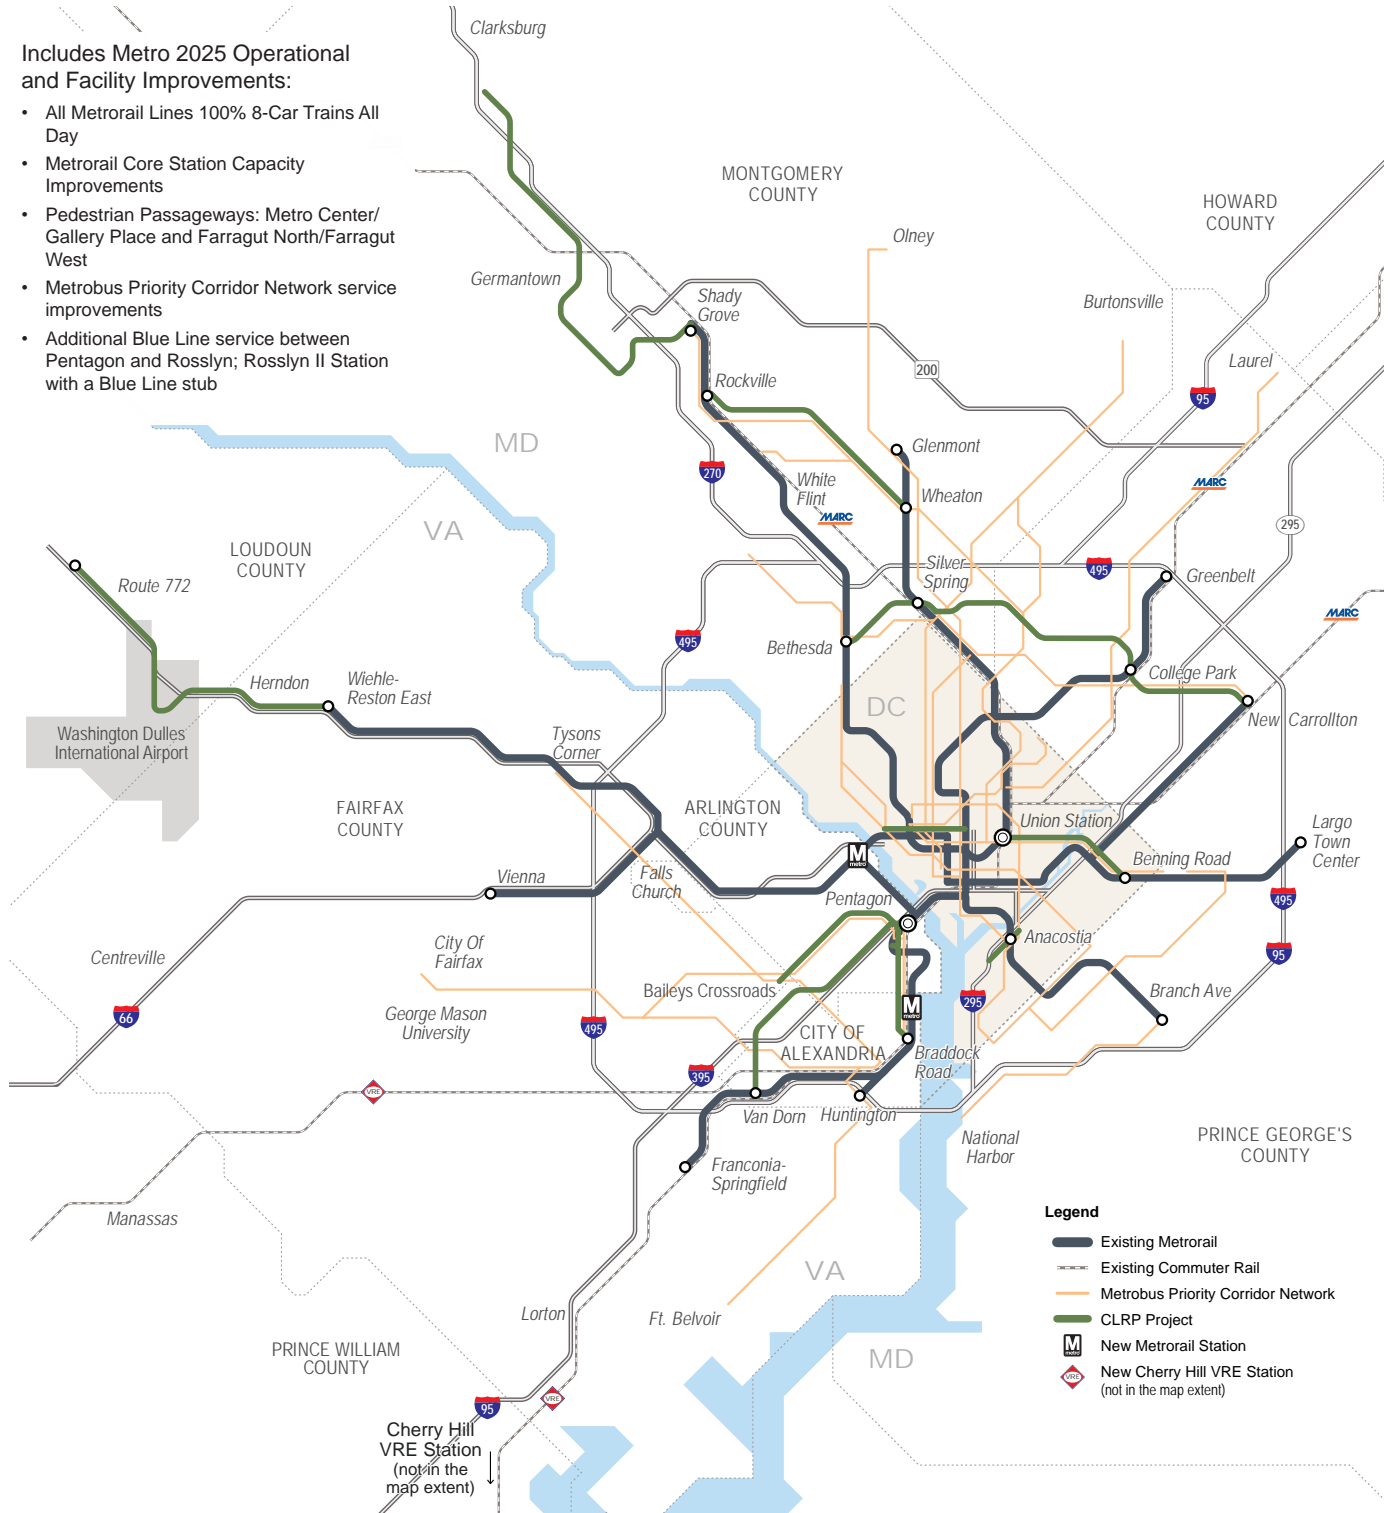 Includes Metro 2025 Operational
and Facility Improvements:
• All Metrorail Lines 100% 8-Car Trains All
Day
• Metrorail Core Station Capacity
Improvements
• Pedestrian Passageways: Metro Center/
Gallery Place and Farragut North/Farragut
West
• Metrobus Priority Corridor Network service
improvements
• Additional Blue Line service between
Pentagon and Rosslyn; Rosslyn II Station
with a Blue Line stub
Clarksburg
MONTGOMERY
COUNTY
HOWARD
COUNTY
Olney
Germantown
Shady
Grove
Burtonsville
Laurel
200
Rockville
95
MD
Glenmont
270
White
Flint
Wheaton
MARC
MARC
VA
295
LOUDOUN
COUNTY
Silver
Spring
495
Greenbelt
Route 772
MARC
495
Bethesda
College Park
Herndon
Wiehle-
Reston East
DC
New Carrollton
Washington Dulles
International Airport
Tysons
Corner
FAIRFAX
COUNTY
ARLINGTON
COUNTY
Union Station
Largo
Town
Center
M
metro
Benning Road
Vienna
Falls
Church
Pentagon
495
Anacostia
City Of
Fairfax
Centreville
95
Baileys Crossroads
Branch Ave
295
M
metro
66
George Mason
University
495
CITY OF
ALEXANDRIA
Braddock
Road
395
VRE
Van Dorn
Huntington
National
Harbor
PRINCE GEORGE'S
COUNTY
Franconia-
Springfield
Manassas
Legend
Existing Metrorail
Existing Commuter Rail
Metrobus Priority Corridor Network
CLRP Project
M
metro
New Metrorail Station
VRE
New Cherry Hill VRE Station
(not in the map extent)
VA
Lorton
Ft. Belvoir
PRINCE WILLIAM
COUNTY
MD
VRE
95
Cherry Hill
VRE Station
(not in the
map extent)